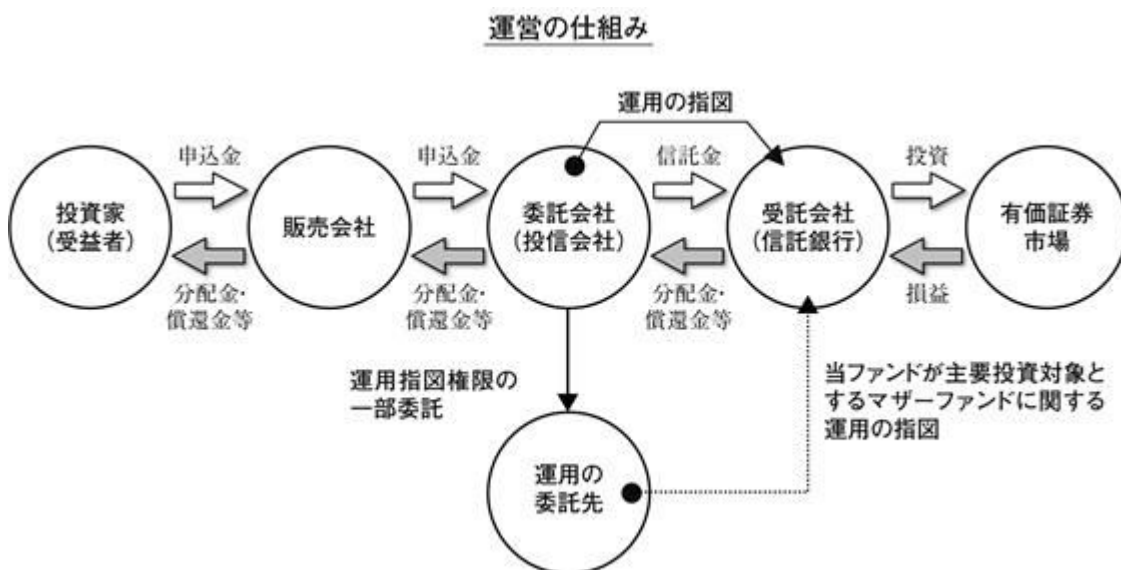 運営の仕組み
運用の指図
申込金
申込金
信託金
投資
投資家
（受益者）
販売会社
委託会社
（投信会社）
受託会社
（信託銀行）
有価証券
市場
分配金・
償還金等
分配金・
償還金等
分配金・
償還金等
損益
運用指図権限の
一部委託
当ファンドが主要投資対象と
するマザーファンドに関する
運用の指図
運用の
委託先